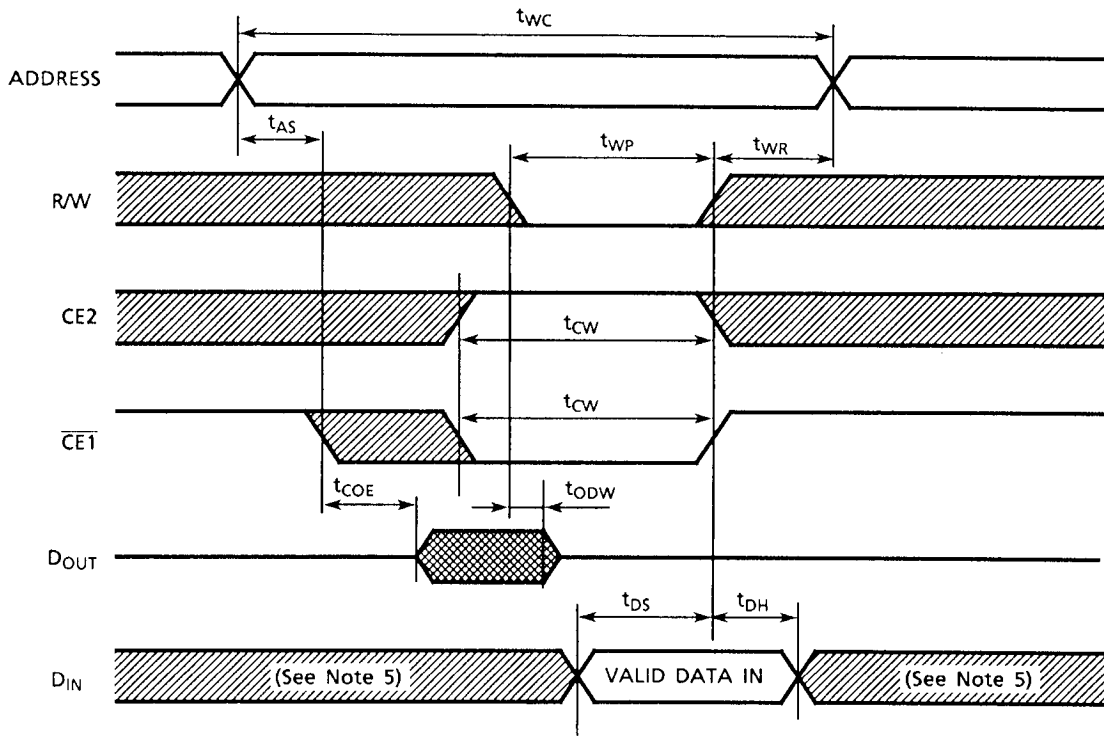 tWC
ADDRESS
tAS
tWP
tWR
R/W
CE2
tCW
tCW
CE1
tCOE
tODW
DOUT
tDS
tDH
DIN
(See Note 5)
VALID DATA IN
(See Note 5)